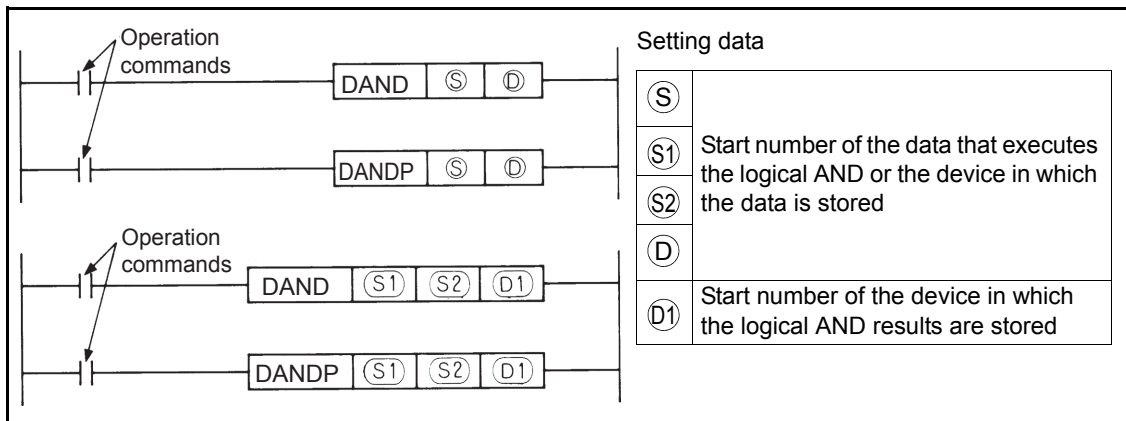 Operation
commands
DAND Ⓢ Ⓓ
DANDP Ⓢ Ⓓ
Operation
commands
DAND S1 S2 D1
DANDP S1 S2 D1
Setting data
Ⓢ
S1
S2
Ⓓ
Start number of the data that executes
the logical AND or the device in which
the data is stored
D1
Start number of the device in which
the logical AND results are stored